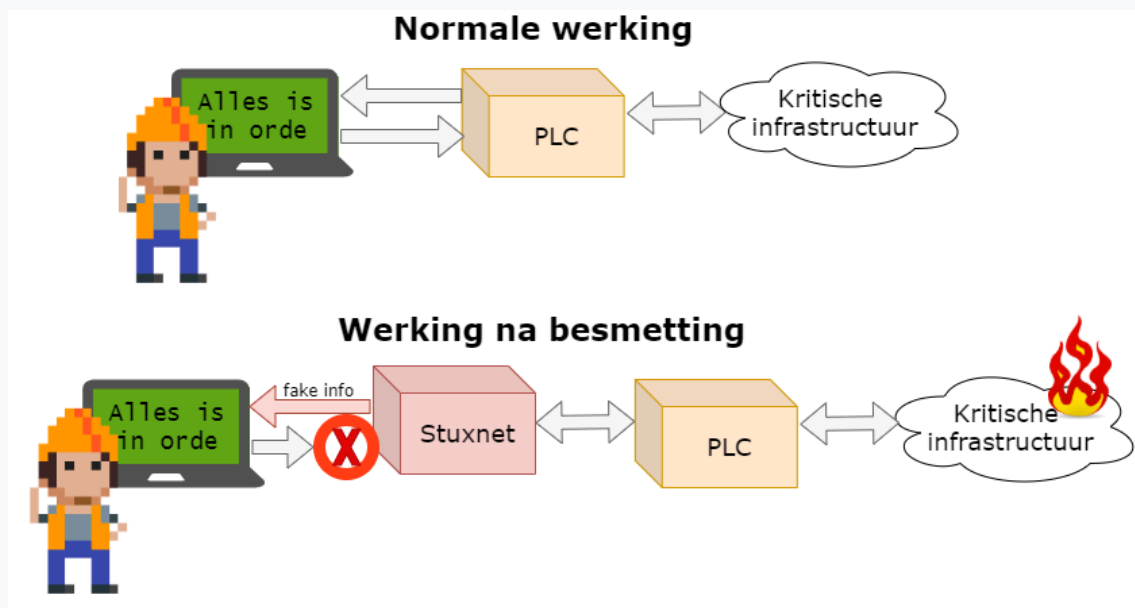 Normale werking
Alles is
in orde
PLC
Kritische
infrastructuur
Werking na besmetting
Alles is
in orde
fake info
X
Stuxnet
PLC
Kritische
infrastructuur